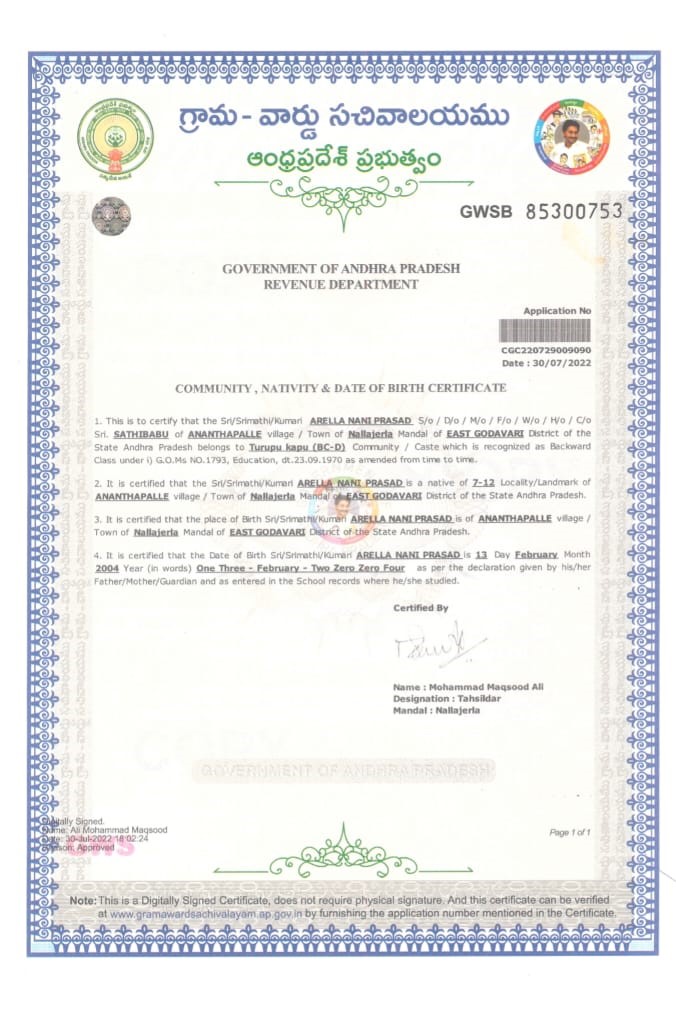 గ్రామ - వార్డు సచివాలయము
ఆంధ్రప్రదేశ్ ప్రభుత్వం
GWSB 85300753
GOVERNMENT OF ANDHRA PRADESH
REVENUE DEPARTMENT
Application No
CGC220729009090
Date : 30/07/2022
COMMUNITY , NATIVITY & DATE OF BIRTH CERTIFICATE
1. This is to certify that the Sri/Srimathi/Kumari ARELLA NANI PRASAD S/o / D/o / M/o / F/o / W/o / H/o / C/o
Sri. SATHIBABU of ANANTHAPALLE village / Town of Nallajerla Mandal of EAST GODAVARI District of the
State Andhra Pradesh belongs to Turupu kapu (BC-D) Community / Caste which is recognized as Backward
Class under i) G.O.Ms NO.1793, Education, dt.23.09.1970 as amended from time to time.
2. It is certified that the Sri/Srimathi/Kumari ARELLA NANI PRASAD is a native of 7-12 Locality/Landmark of
ANANTHAPALLE village / Town of Nallajerla Mandal of EAST GODAVARI District of the State Andhra Pradesh.
3. It is certified that the place of Birth Sri/Srimathi/Kumari ARELLA NANI PRASAD is of ANANTHAPALLE village /
Town of Nallajerla Mandal of EAST GODAVARI District of the State Andhra Pradesh.
4. It is certified that the Date of Birth Sri/Srimathi/Kumari ARELLA NANI PRASAD is 13 Day February Month
2004 Year (in words) One Three - February - Two Zero Zero Four as per the declaration given by his/her
Father/Mother/Guardian and as entered in the School records where he/she studied.
Certified By
Name : Mohammad Maqsood Ali
Designation : Tahsildar
Mandal : Nallajerla
GOVERNMENT OF ANDHRA PRADESH
Digitally Signed.
Name: Ali Mohammad Maqsood
Date: 30-Jul-2022 18:02:24
Reason: Approved
GWS
Page 1 of 1
Note: This is a Digitally Signed Certificate, does not require physical signature. And this certificate can be verified
at www.gramawardsachivalayam.ap.gov.in by furnishing the application number mentioned in the Certificate.